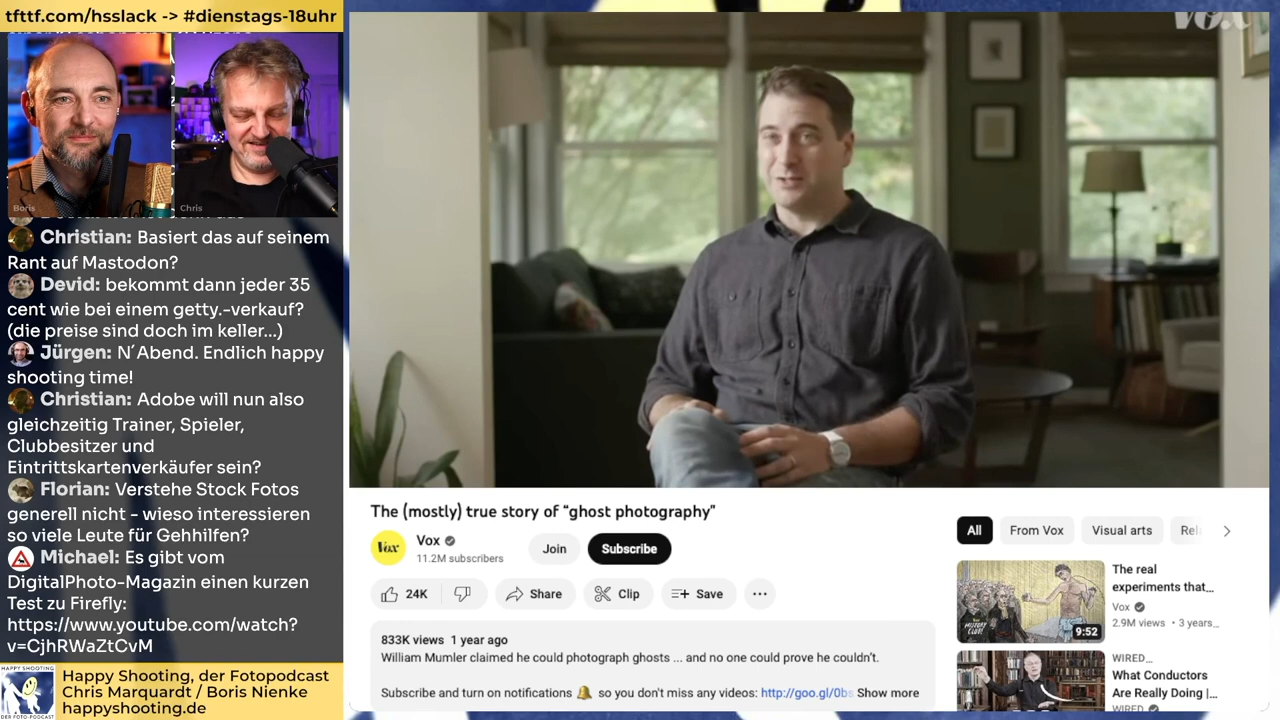 tfttf.com/hsslack -> #dienstags-18uhr
Boris
Chris
Christian: Basiert das auf seinem
Rant auf Mastodon?
Devid: bekommt dann jeder 35
cent wie bei einem getty.-verkauf?
(die preise sind doch im keller...)
Jürgen: N´Abend. Endlich happy
shooting time!
Christian: Adobe will nun also
gleichzeitig Trainer, Spieler,
Clubbesitzer und
Eintrittskartenverkäufer sein?
Florian: Verstehe Stock Fotos
generell nicht - wieso interessieren
so viele Leute für Gehhilfen?
Michael: Es gibt vom
DigitalPhoto-Magazin einen kurzen
Test zu Firefly:
https://www.youtube.com/watch?
v=CjhRWaZtCvM
HAPPY SHOOTING
DER FOTO-PODCAST
Happy Shooting, der Fotopodcast
Chris Marquardt / Boris Nienke
happyshooting.de
Vox
The (mostly) true story of “ghost photography”
Vox
Vox
11.2M subscribers
Join
Subscribe
24K
Share
Clip
Save
833K views 1 year ago
William Mumler claimed he could photograph ghosts ... and no one could prove he couldn’t.
Subscribe and turn on notifications 🔔 so you don't miss any videos: http://goo.gl/0bs Show more
All
From Vox
Visual arts
Rel
HISTORY CLUB!
9:52
The real
experiments that...
Vox
2.9M views • 3 years...
WIRED...
What Conductors
Are Really Doing |...
WIRED